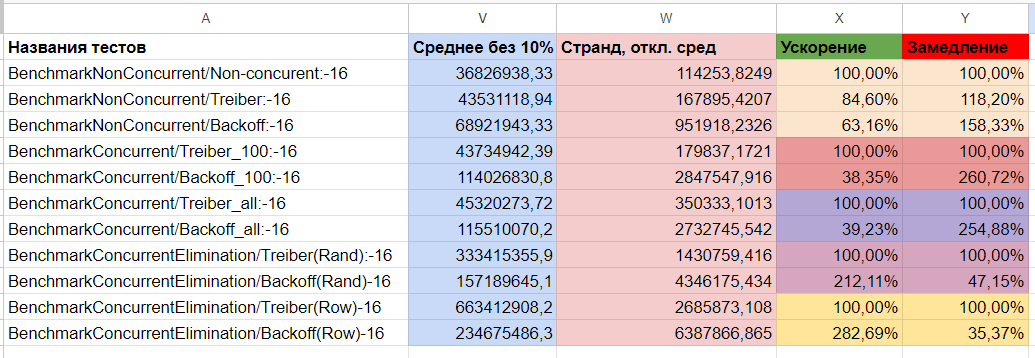 A V W X Y
Названия тестов Среднее без 10% Странд, откл. сред Ускорение Замедление
BenchmarkNonConcurrent/Non-concurent:-16 36826938,33 114253,8249 100,00% 100,00%
BenchmarkNonConcurrent/Treiber:-16 43531118,94 167895,4207 84,60% 118,20%
BenchmarkNonConcurrent/Backoff:-16 68921943,33 951918,2326 63,16% 158,33%
BenchmarkConcurrent/Treiber_100:-16 43734942,39 179837,1721 100,00% 100,00%
BenchmarkConcurrent/Backoff_100:-16 114026830,8 2847547,916 38,35% 260,72%
BenchmarkConcurrent/Treiber_all:-16 45320273,72 350333,1013 100,00% 100,00%
BenchmarkConcurrent/Backoff_all:-16 115510070,2 2732745,542 39,23% 254,88%
BenchmarkConcurrentElimination/Treiber(Rand):-16 333415355,9 1430759,416 100,00% 100,00%
BenchmarkConcurrentElimination/Backoff(Rand)-16 157189645,1 4346175,434 212,11% 47,15%
BenchmarkConcurrentElimination/Treiber(Row)-16 663412908,2 2685873,108 100,00% 100,00%
BenchmarkConcurrentElimination/Backoff(Row)-16 234675486,3 6387866,865 282,69% 35,37%